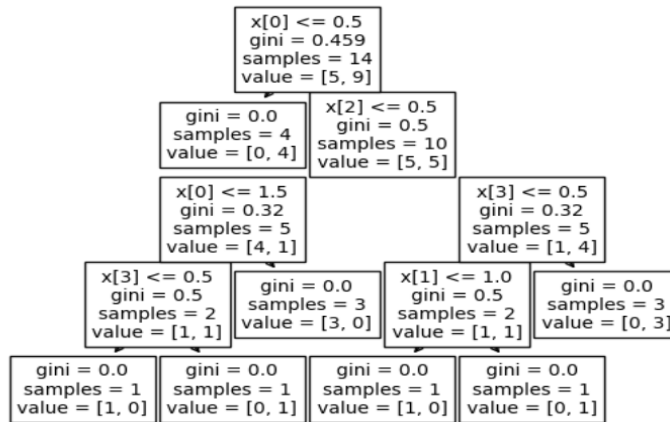 x[0] <= 0.5
gini = 0.459
samples = 14
value = [5, 9]
gini = 0.0
samples = 4
value = [0, 4]
x[2] <= 0.5
gini = 0.5
samples = 10
value = [5, 5]
x[0] <= 1.5
gini = 0.32
samples = 5
value = [4, 1]
x[3] <= 0.5
gini = 0.32
samples = 5
value = [1, 4]
x[3] <= 0.5
gini = 0.5
samples = 2
value = [1, 1]
gini = 0.0
samples = 3
value = [3, 0]
x[1] <= 1.0
gini = 0.5
samples = 2
value = [1, 1]
gini = 0.0
samples = 3
value = [0, 3]
gini = 0.0
samples = 1
value = [1, 0]
gini = 0.0
samples = 1
value = [0, 1]
gini = 0.0
samples = 1
value = [1, 0]
gini = 0.0
samples = 1
value = [0, 1]